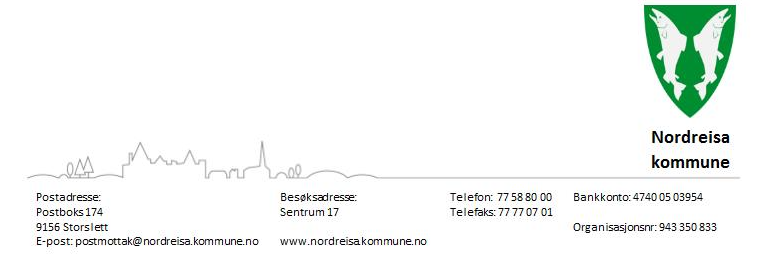 Nordreisa
kommune
Postadresse:
Postboks 174
9156 Storslett
E-post: postmottak@nordreisa.kommune.no
Besøksadresse:
Sentrum 17
www.nordreisa.kommune.no
Telefon: 77 58 80 00
Telefaks: 77 77 07 01
Bankkonto: 4740 05 03954
Organisasjonsnr: 943 350 833